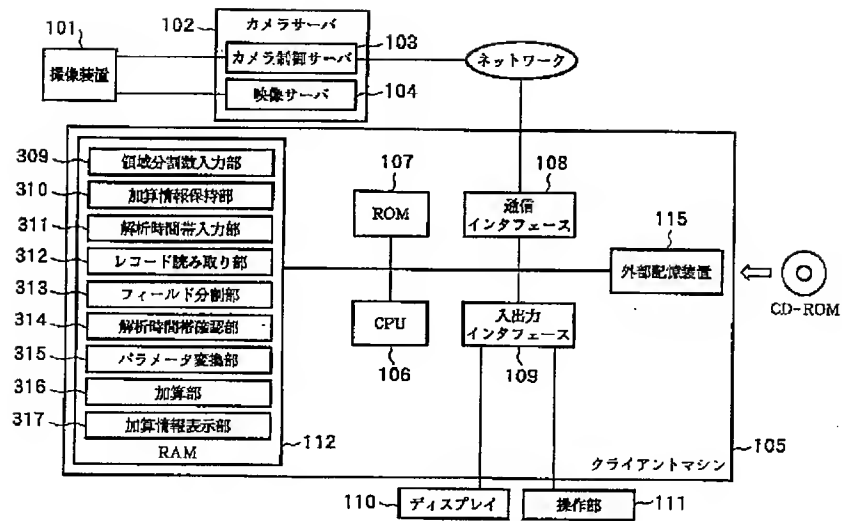 102
カメラサーバ
101
103
撮像装置
カメラ制御サーバ
ネットワーク
映像サーバ
104
309
領域分割数入力部
310
加算情報保持部
311
解析時間帯入力部
312
レコード読み取り部
313
フィールド分割部
314
解析時間帯確認部
315
パラメータ変換部
316
加算部
317
加算情報表示部
RAM
112
107
ROM
CPU
106
108
通信
インタフェース
入出力
インタフェース
109
115
外部記憶装置
CD-ROM
105
クライアントマシン
110
ディスプレイ
操作部
111